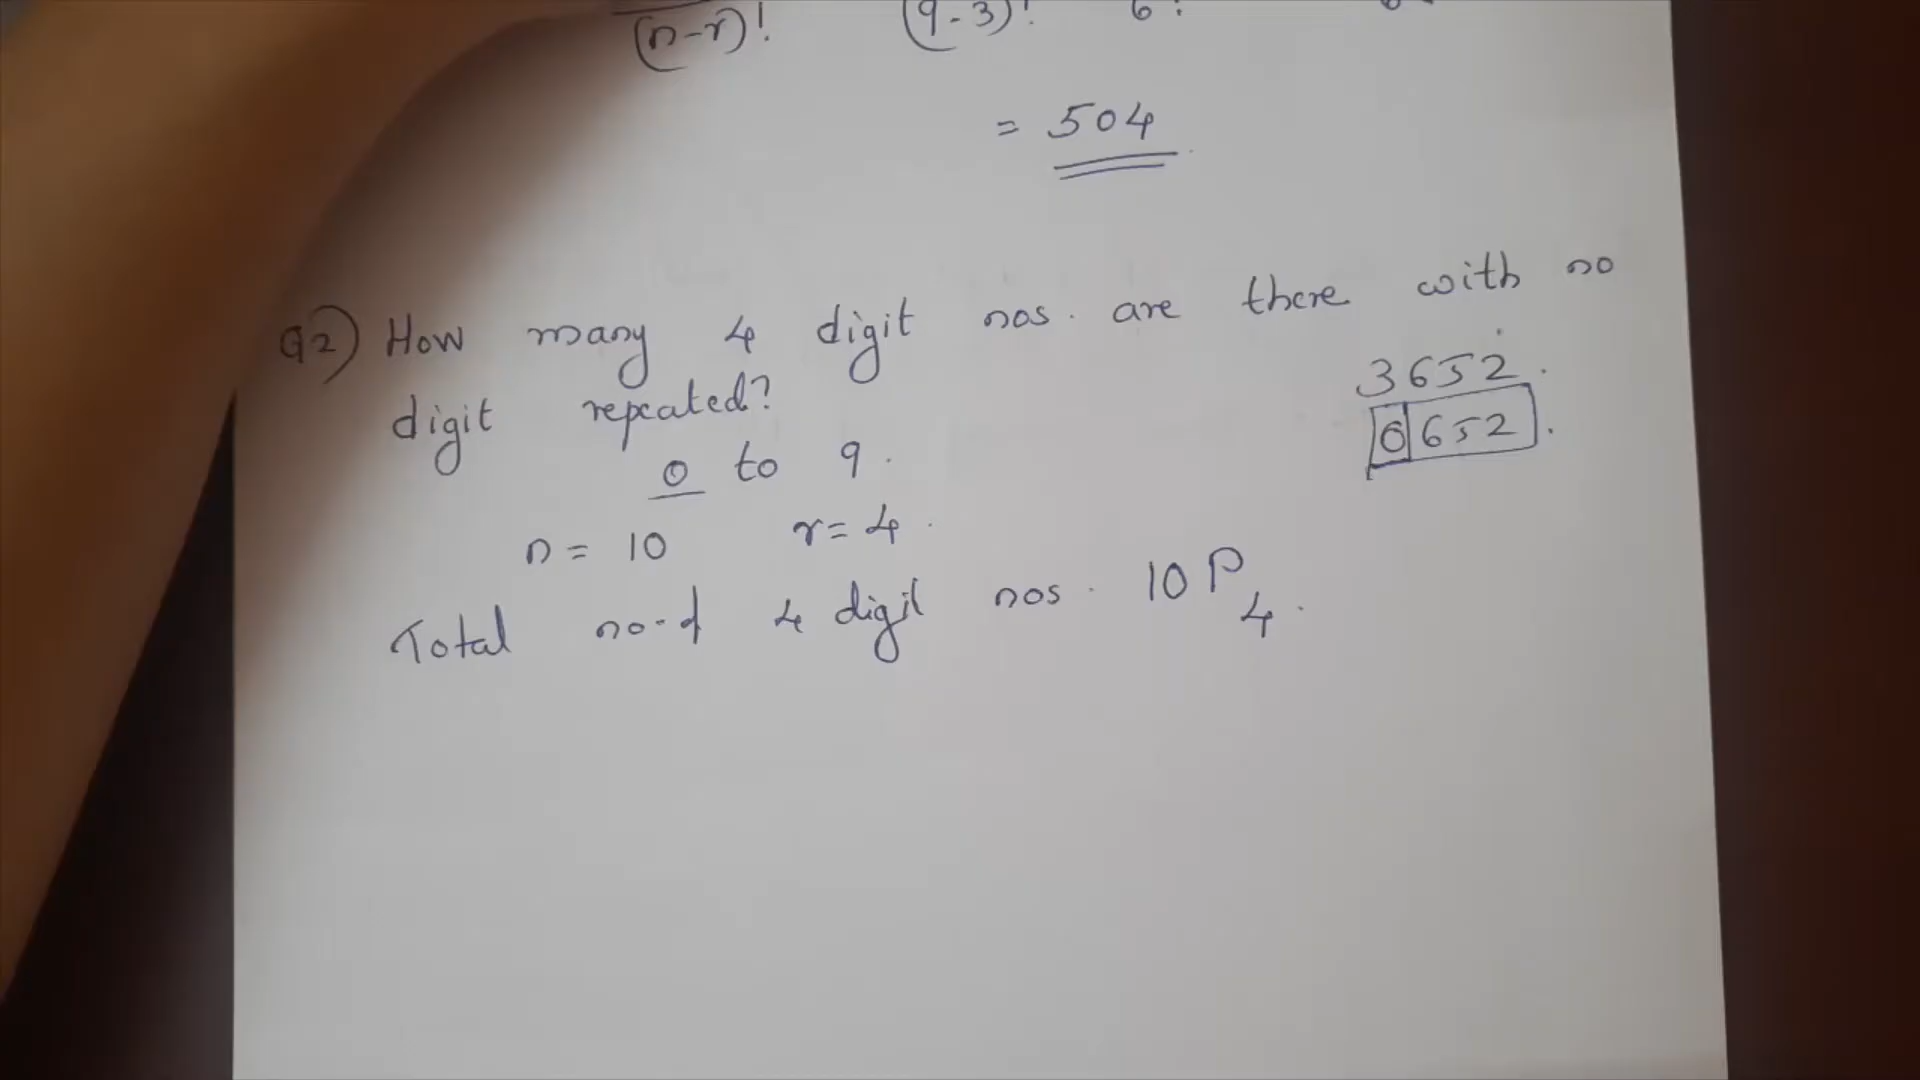 (n-r)! (9-3)! 6!
= 504
Q2) How many 4 digit nos. are there with no
digit repeated?
3652.
0652.
0 to 9.
n = 10 r = 4.
Total no. of 4 digit nos. 10P4.